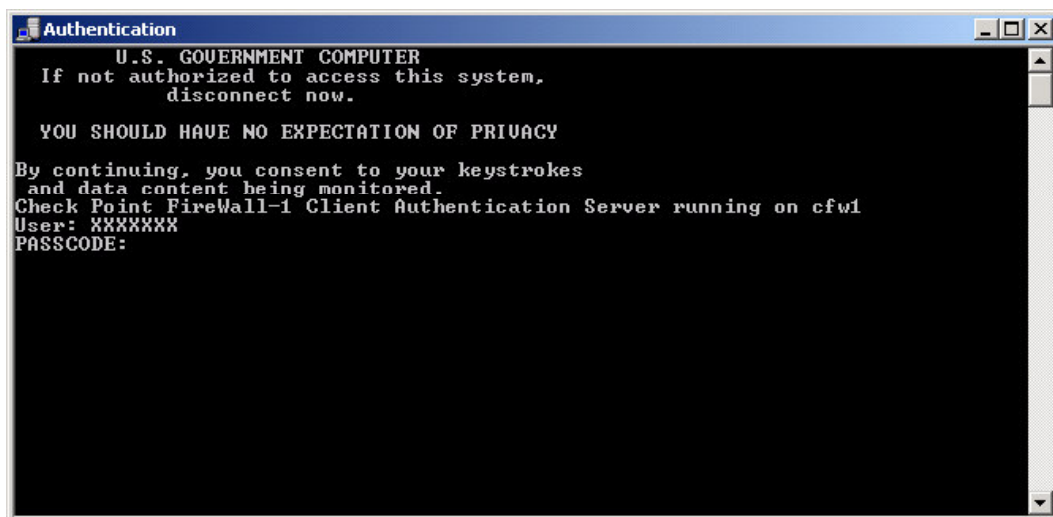 Authentication
U.S. GOVERNMENT COMPUTER
If not authorized to access this system,
disconnect now.
YOU SHOULD HAVE NO EXPECTATION OF PRIVACY
By continuing, you consent to your keystrokes
and data content being monitored.
Check Point FireWall-1 Client Authentication Server running on cfw1
User: XXXXXXX
PASSCODE: